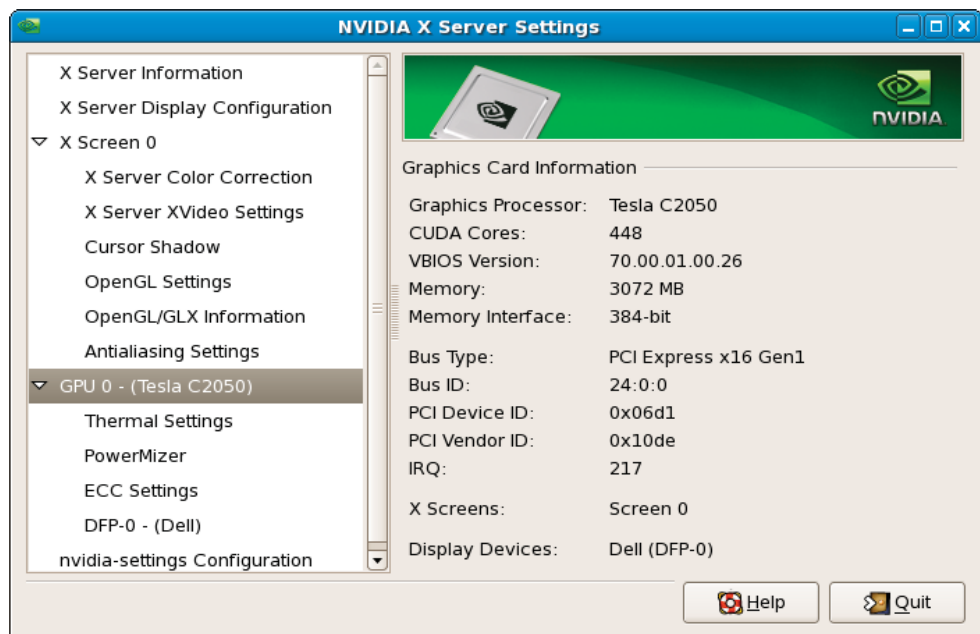 NVIDIA X Server Settings
X Server Information
X Server Display Configuration
X Screen 0
X Server Color Correction
X Server XVideo Settings
Cursor Shadow
OpenGL Settings
OpenGL/GLX Information
Antialiasing Settings
GPU 0 - (Tesla C2050)
Thermal Settings
PowerMizer
ECC Settings
DFP-0 - (Dell)
nvidia-settings Configuration
NVIDIA
Graphics Card Information
Graphics Processor: Tesla C2050
CUDA Cores: 448
VBIOS Version: 70.00.01.00.26
Memory: 3072 MB
Memory Interface: 384-bit
Bus Type: PCI Express x16 Gen1
Bus ID: 24:0:0
PCI Device ID: 0x06d1
PCI Vendor ID: 0x10de
IRQ: 217
X Screens: Screen 0
Display Devices: Dell (DFP-0)
Help Quit